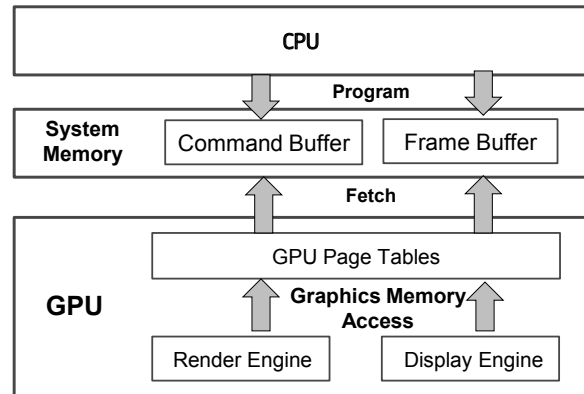 CPU
Program
System
Memory
Command Buffer
Frame Buffer
Fetch
GPU Page Tables
GPU
Graphics Memory
Access
Render Engine
Display Engine